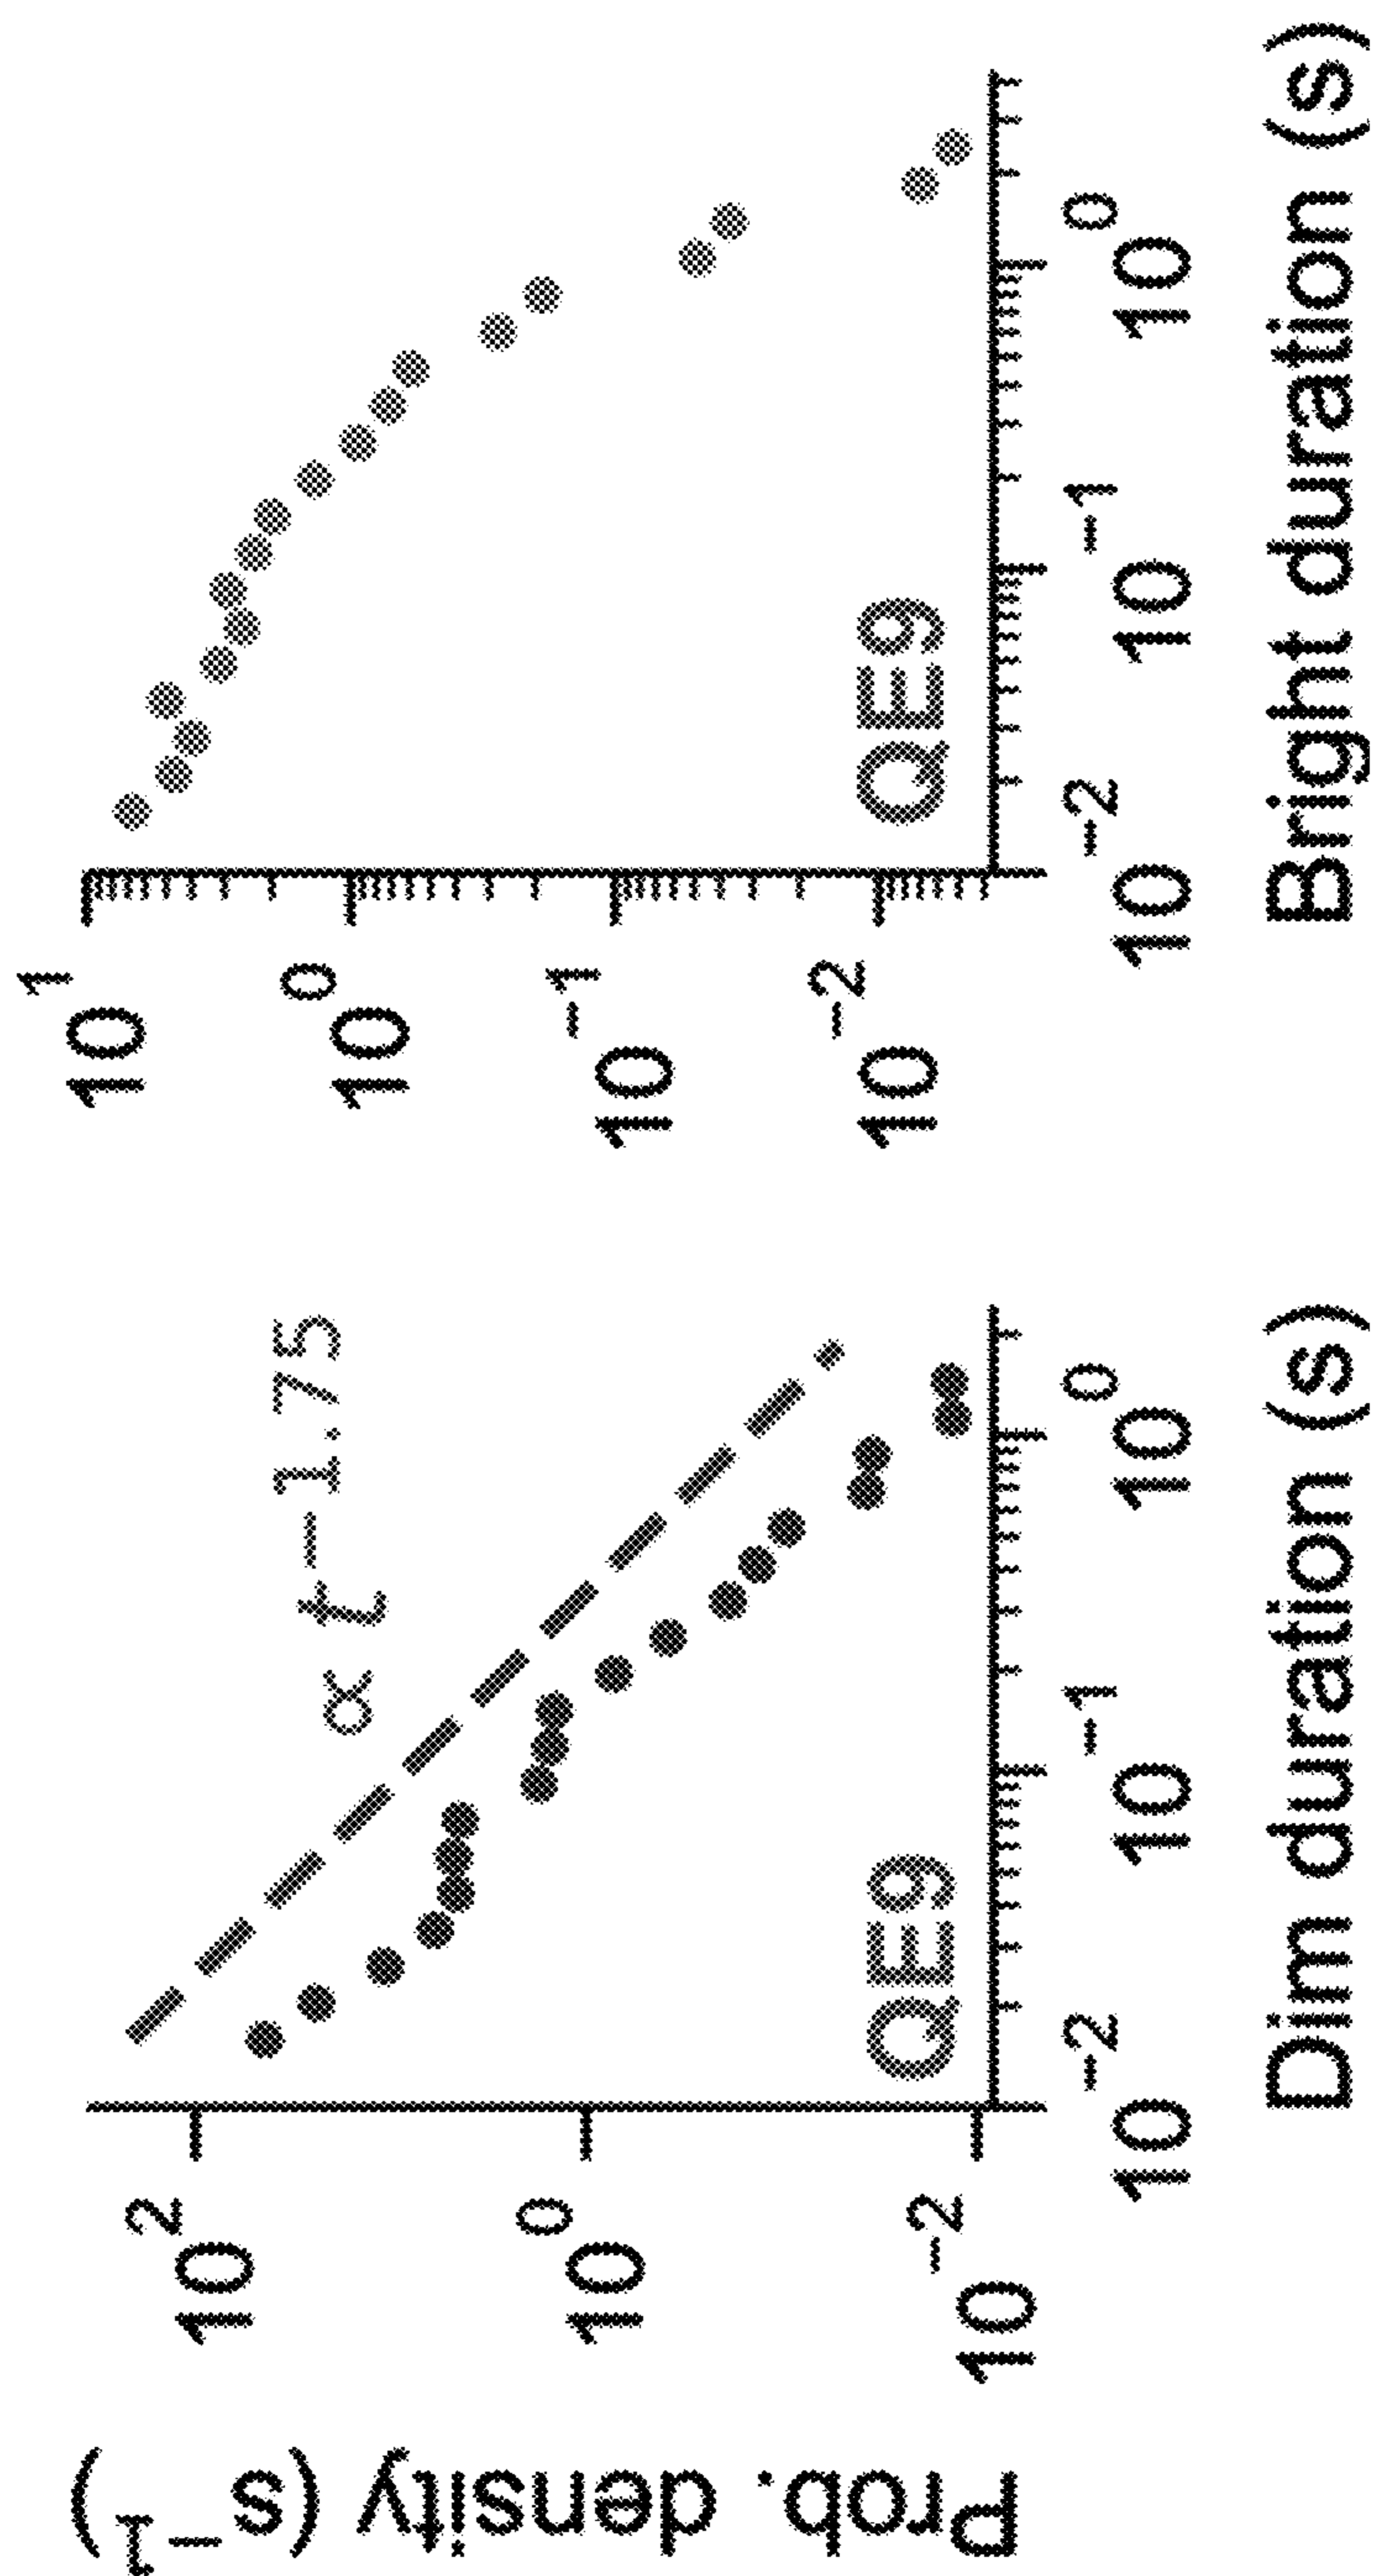 Prob. density (s⁻¹)
10²
10⁰
10⁻²
∝ t⁻¹·⁷⁵
QE9
10⁻²
10⁻¹
10⁰
Dim duration (s)
10¹
10⁰
10⁻¹
10⁻²
QE9
10⁻²
10⁻¹
10⁰
Bright duration (s)